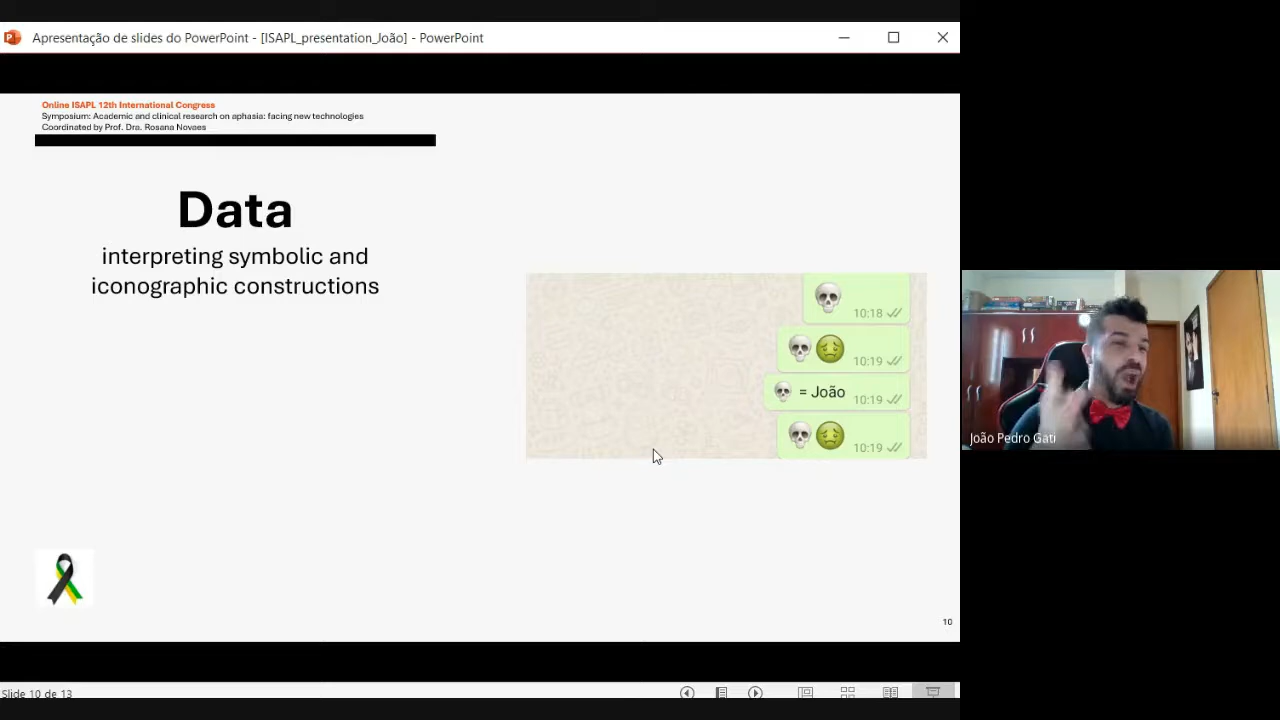 Apresentação de slides do PowerPoint - [ISAPL_presentation_João] - PowerPoint
Online ISAPL 12th International Congress
Symposium: Academic and clinical research on aphasia: facing new technologies
Coordinated by Prof. Dra. Rosana Novaes
Data
interpreting symbolic and
iconographic constructions
10:18
10:19
= João 10:19
10:19
João Pedro Gati
10
Slide 10 de 13